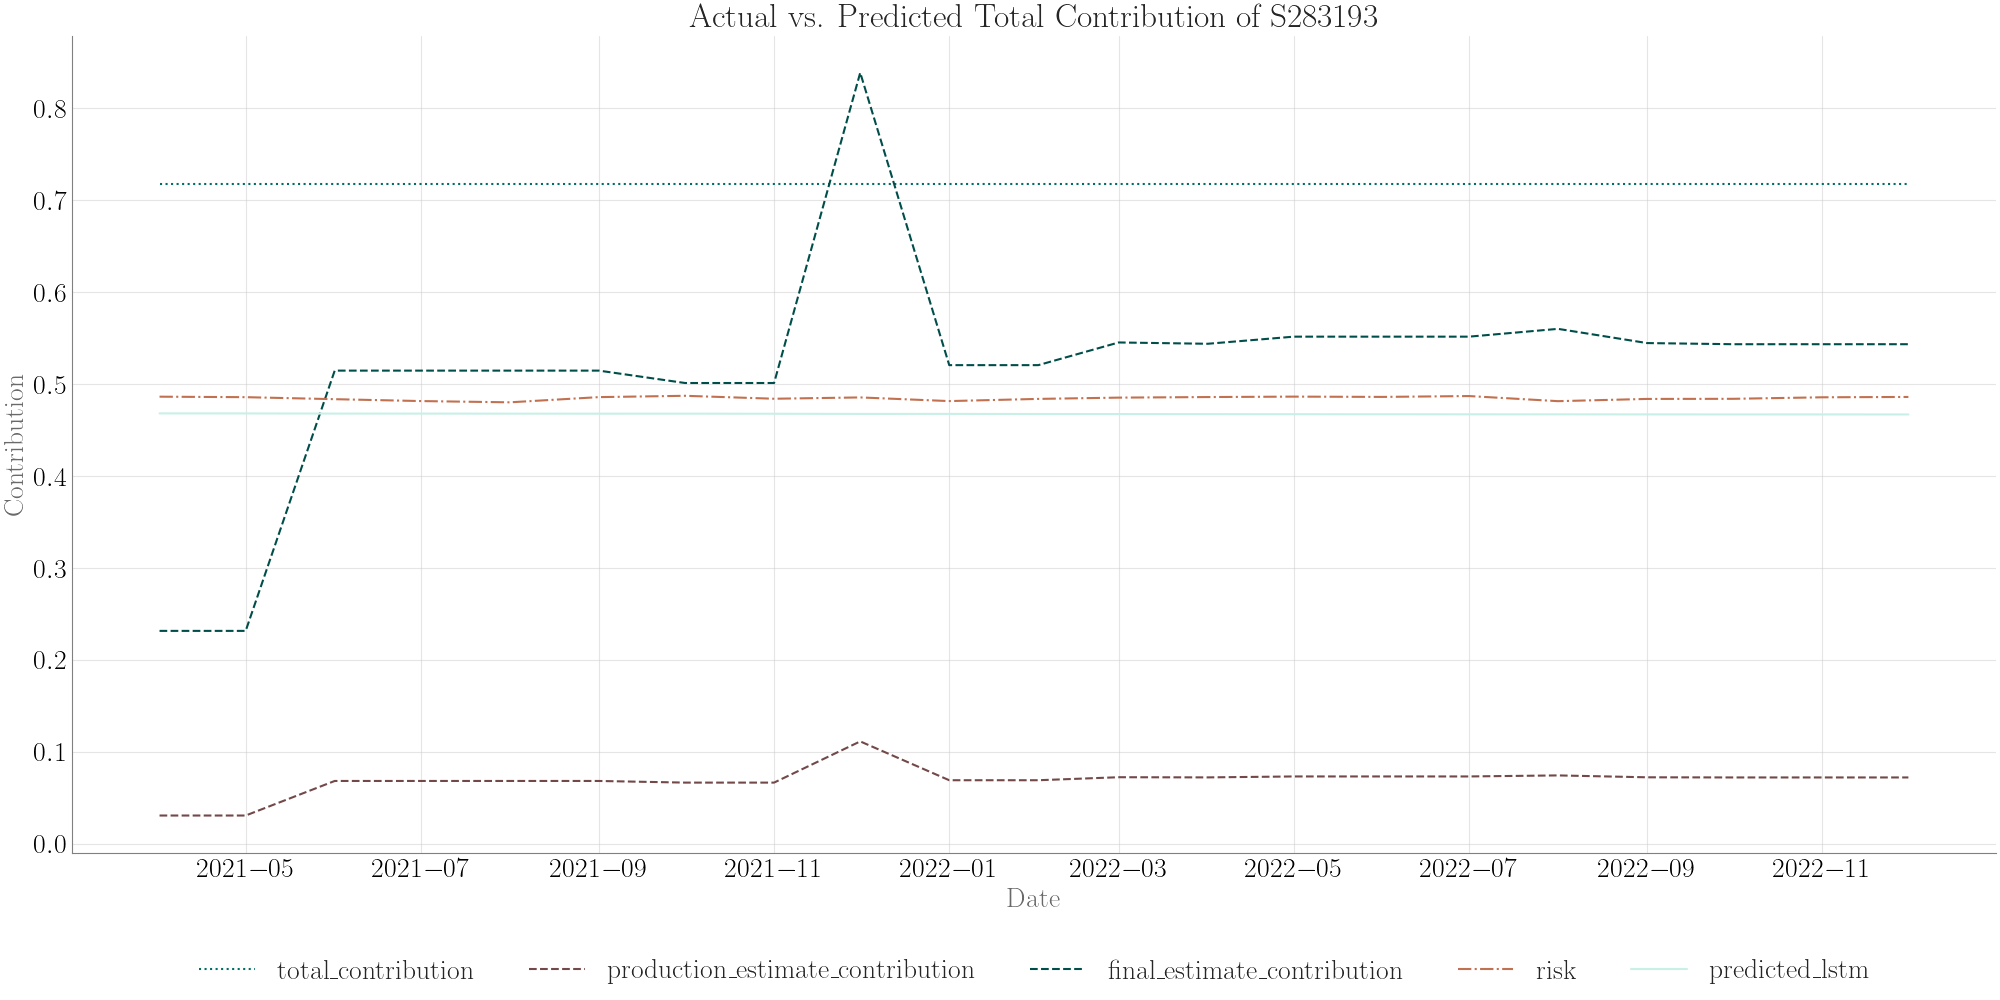 Actual vs. Predicted Total Contribution of S283193
Contribution
0.8
0.7
0.6
0.5
0.4
0.3
0.2
0.1
0.0
2021−05 2021−07 2021−09 2021−11 2022−01 2022−03 2022−05 2022−07 2022−09 2022−11
Date
total_contribution production_estimate_contribution final_estimate_contribution risk predicted_lstm